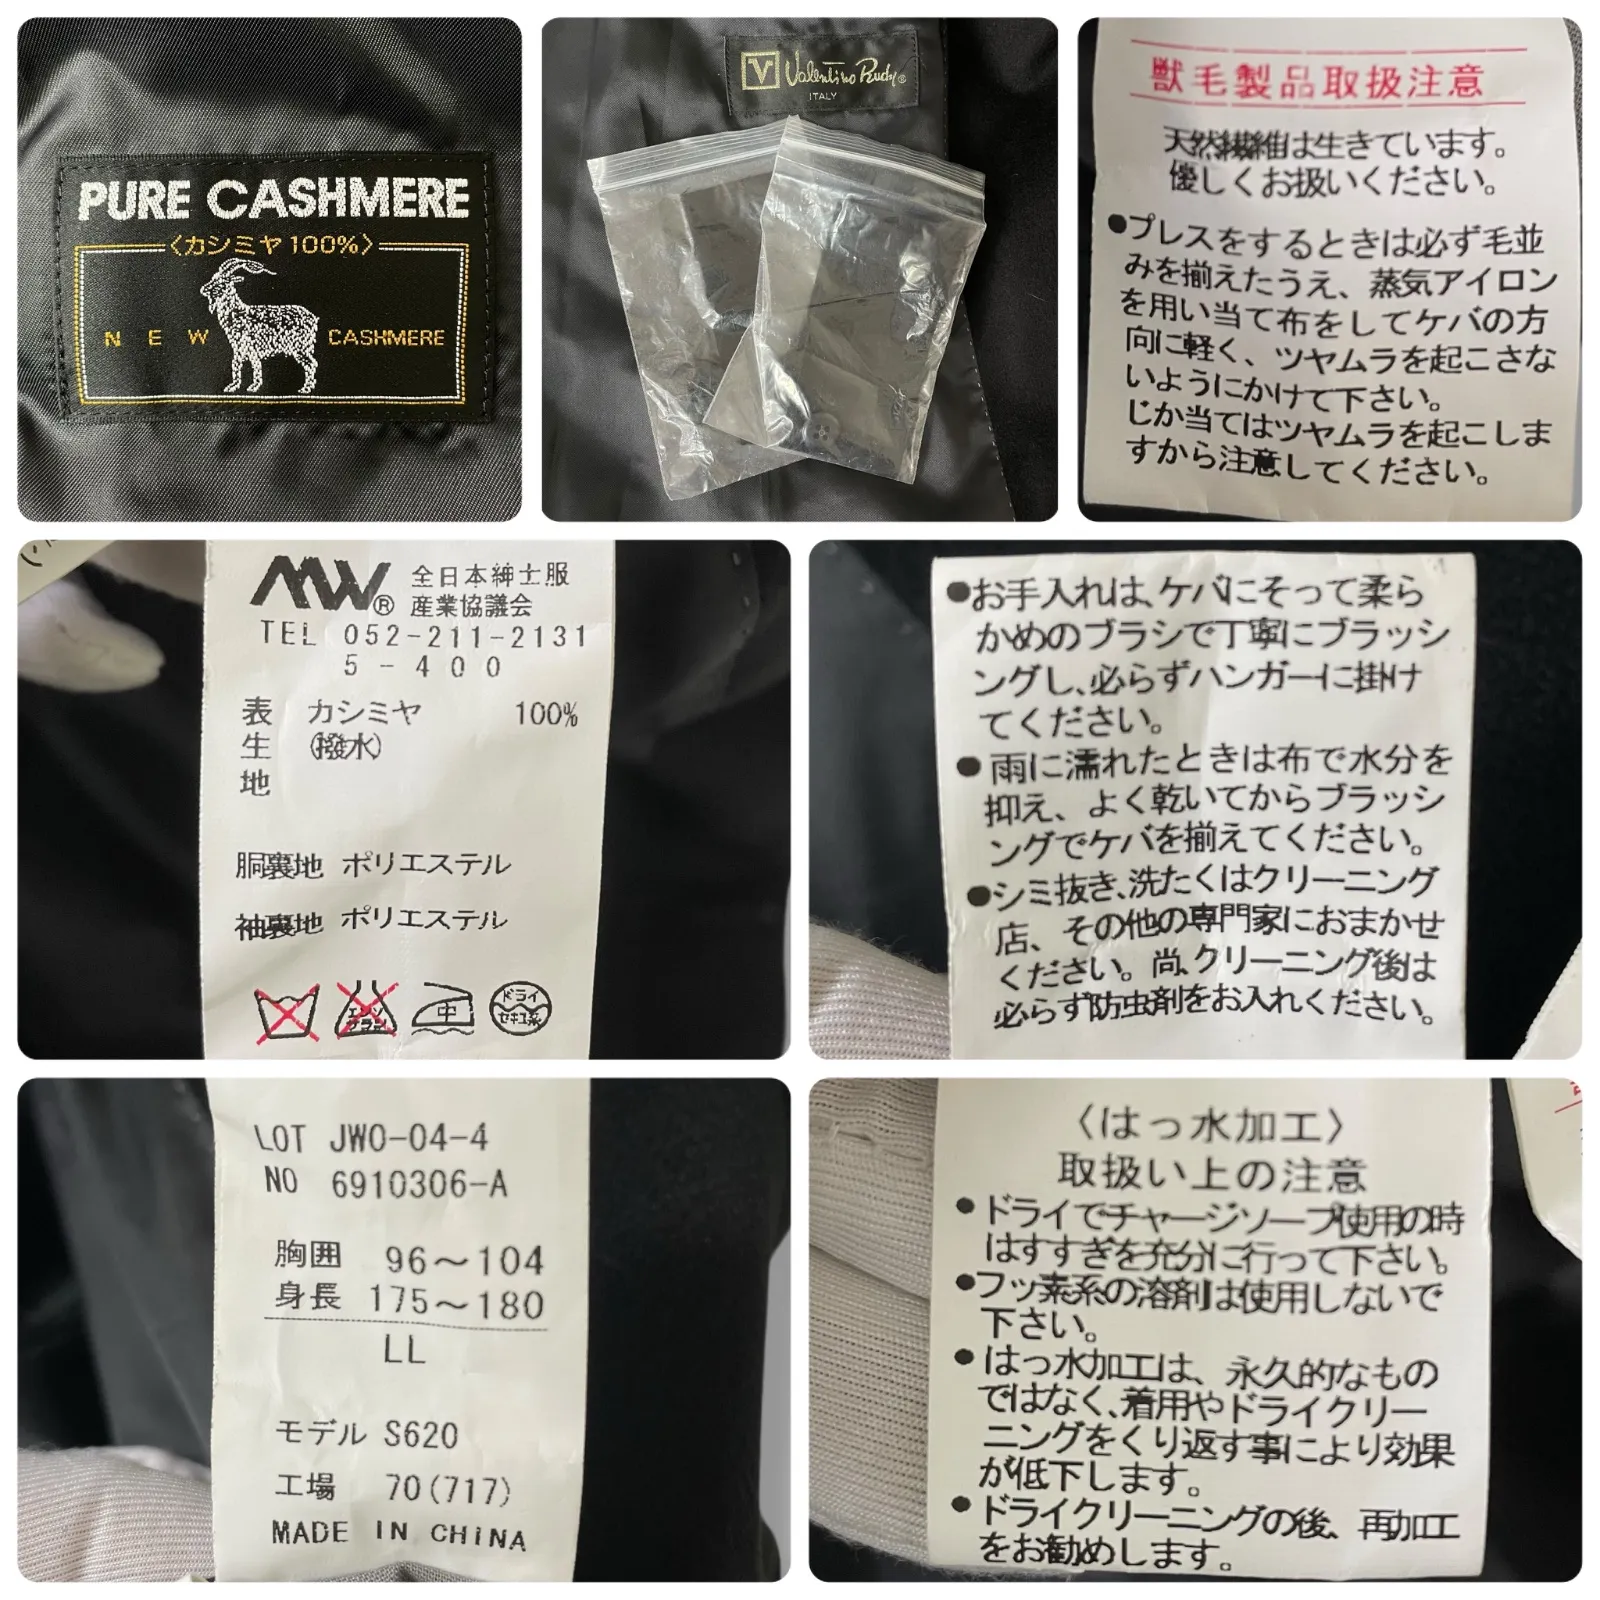 PURE CASHMERE
〈カシミヤ100%〉
NEW CASHMERE
V Valentino Rudy®
ITALY
獣毛製品取扱注意
天然繊維は生きています。
優しくお扱いください。
●プレスをするときは必ず毛並
みを揃えたうえ、蒸気アイロン
を用い当て布をしてケバの方
向に軽く、ツヤムラを起こさな
いようにかけて下さい。
じか当てはツヤムラを起こしま
すから注意してください。
MW® 全日本紳士服
産業協議会
TEL 052-211-2131
5-400
表生地 カシミヤ 100%
(撥水)
胴裏地 ポリエステル
袖裏地 ポリエステル
エンソサラシ
中
ドライ
セキユ系
●お手入れは、ケバにそって柔ら
かめのブラシで丁寧にブラッシ
ングし、必らずハンガーに掛け
てください。
●雨に濡れたときは布で水分を
抑え、よく乾いてからブラッシ
ングでケバを揃えてください。
●シミ抜き、洗たくはクリーニング
店、その他の専門家におまかせ
ください。尚、クリーニング後は
必らず防虫剤をお入れください。
LOT JWO-04-4
NO 6910306-A
胸囲 96～104
身長 175～180
LL
モデル S620
工場 70(717)
MADE IN CHINA
〈はっ水加工〉
取扱い上の注意
●ドライでチャージソープ使用の時
はすすぎを充分に行って下さい。
●フッ素系の溶剤は使用しないで
下さい。
●はっ水加工は、永久的なもの
ではなく、着用やドライクリー
ニングをくり返す事により効果
が低下します。
●ドライクリーニングの後、再加工
をお勧めします。